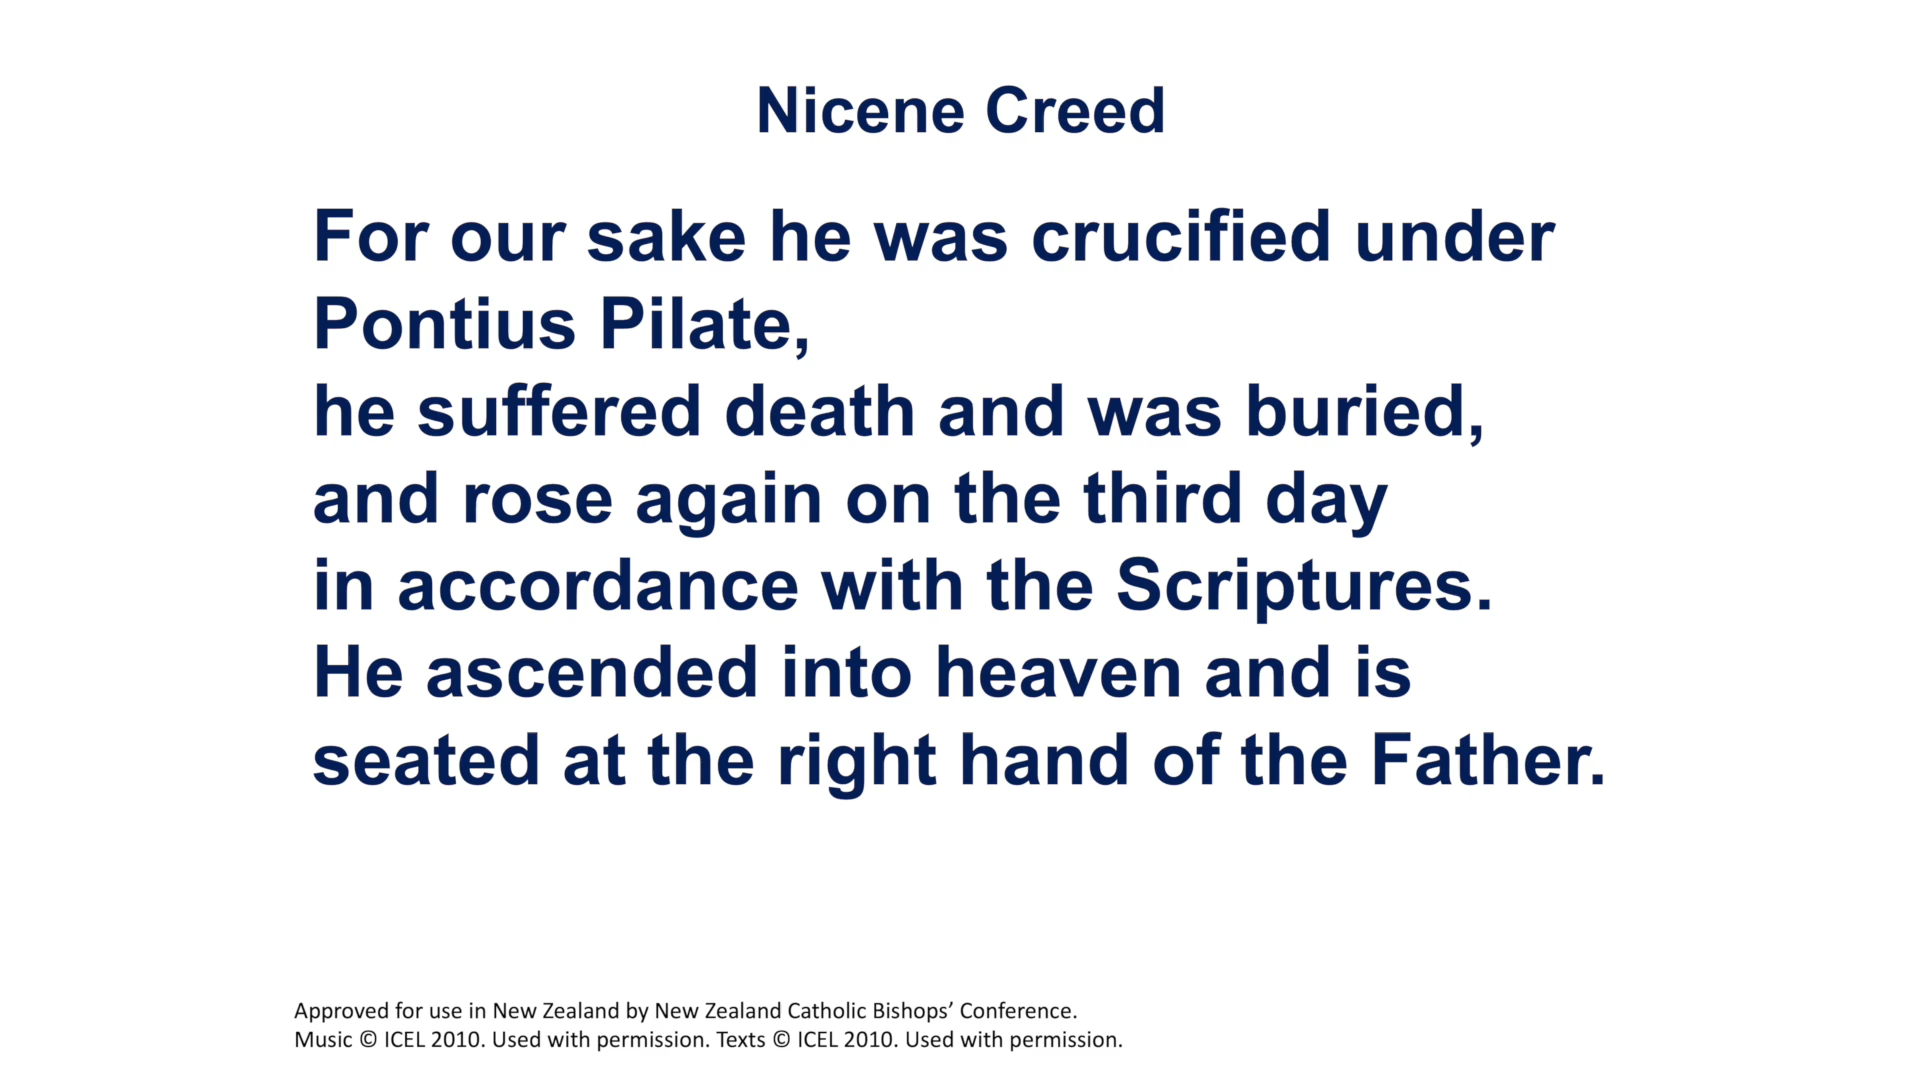 Nicene Creed
For our sake he was crucified under
Pontius Pilate,
he suffered death and was buried,
and rose again on the third day
in accordance with the Scriptures.
He ascended into heaven and is
seated at the right hand of the Father.
Approved for use in New Zealand by New Zealand Catholic Bishops’ Conference.
Music © ICEL 2010. Used with permission. Texts © ICEL 2010. Used with permission.